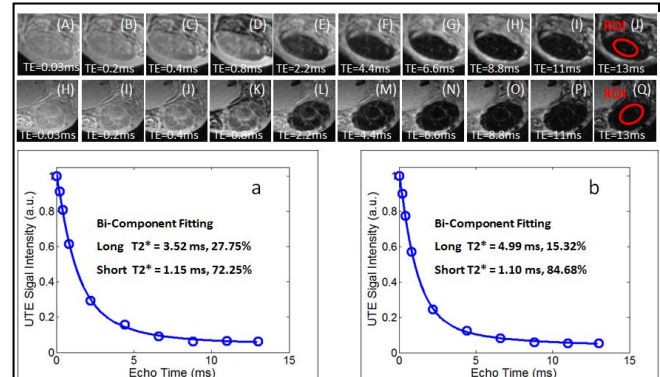 (A) (B) (C) (D) (E) (F) (G) (H) (I) (J)
ROI
TE=0.03ms TE=0.2ms TE=0.4ms TE=0.8ms TE=2.2ms TE=4.4ms TE=6.6ms TE=8.8ms TE=11ms TE=13ms
(H) (I) (J) (K) (L) (M) (N) (O) (P) (Q)
ROI
TE=0.03ms TE=0.2ms TE=0.4ms TE=0.8ms TE=2.2ms TE=4.4ms TE=6.6ms TE=8.8ms TE=11ms TE=13ms
a
UTE Sigal Intensity (a.u.)
1
0.8
0.6
0.4
0.2
0
Bi-Component Fitting
Long T2* = 3.52 ms, 27.75%
Short T2* = 1.15 ms, 72.25%
0 5 10 15
Echo Time (ms)
b
UTE Sigal Intensity (a.u.)
1
0.8
0.6
0.4
0.2
0
Bi-Component Fitting
Long T2* = 4.99 ms, 15.32%
Short T2* = 1.10 ms, 84.68%
0 5 10 15
Echo Time (ms)